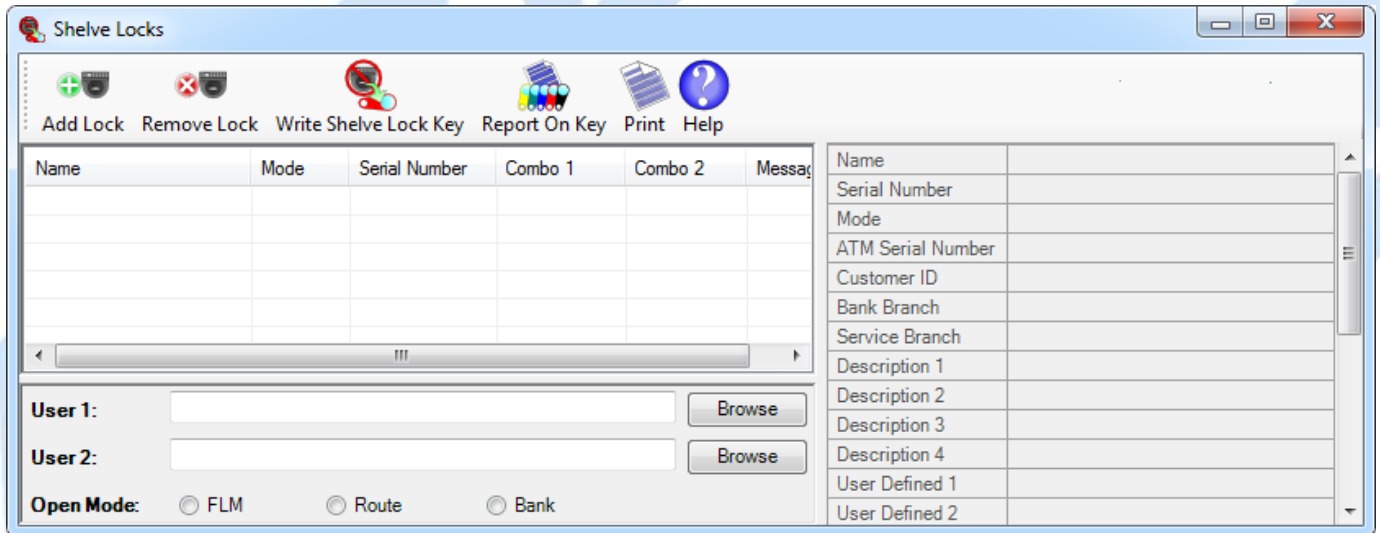 Shelve Locks
Add Lock Remove Lock Write Shelve Lock Key Report On Key Print Help
Name Mode Serial Number Combo 1 Combo 2 Messag
User 1: Browse
User 2: Browse
Open Mode: FLM Route Bank
Name
Serial Number
Mode
ATM Serial Number
Customer ID
Bank Branch
Service Branch
Description 1
Description 2
Description 3
Description 4
User Defined 1
User Defined 2